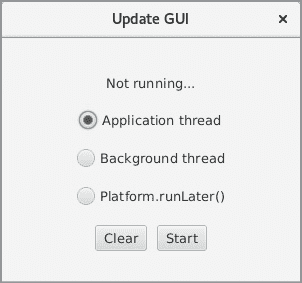 Update GUI
Not running...
Application thread
Background thread
Platform.runLater()
Clear Start